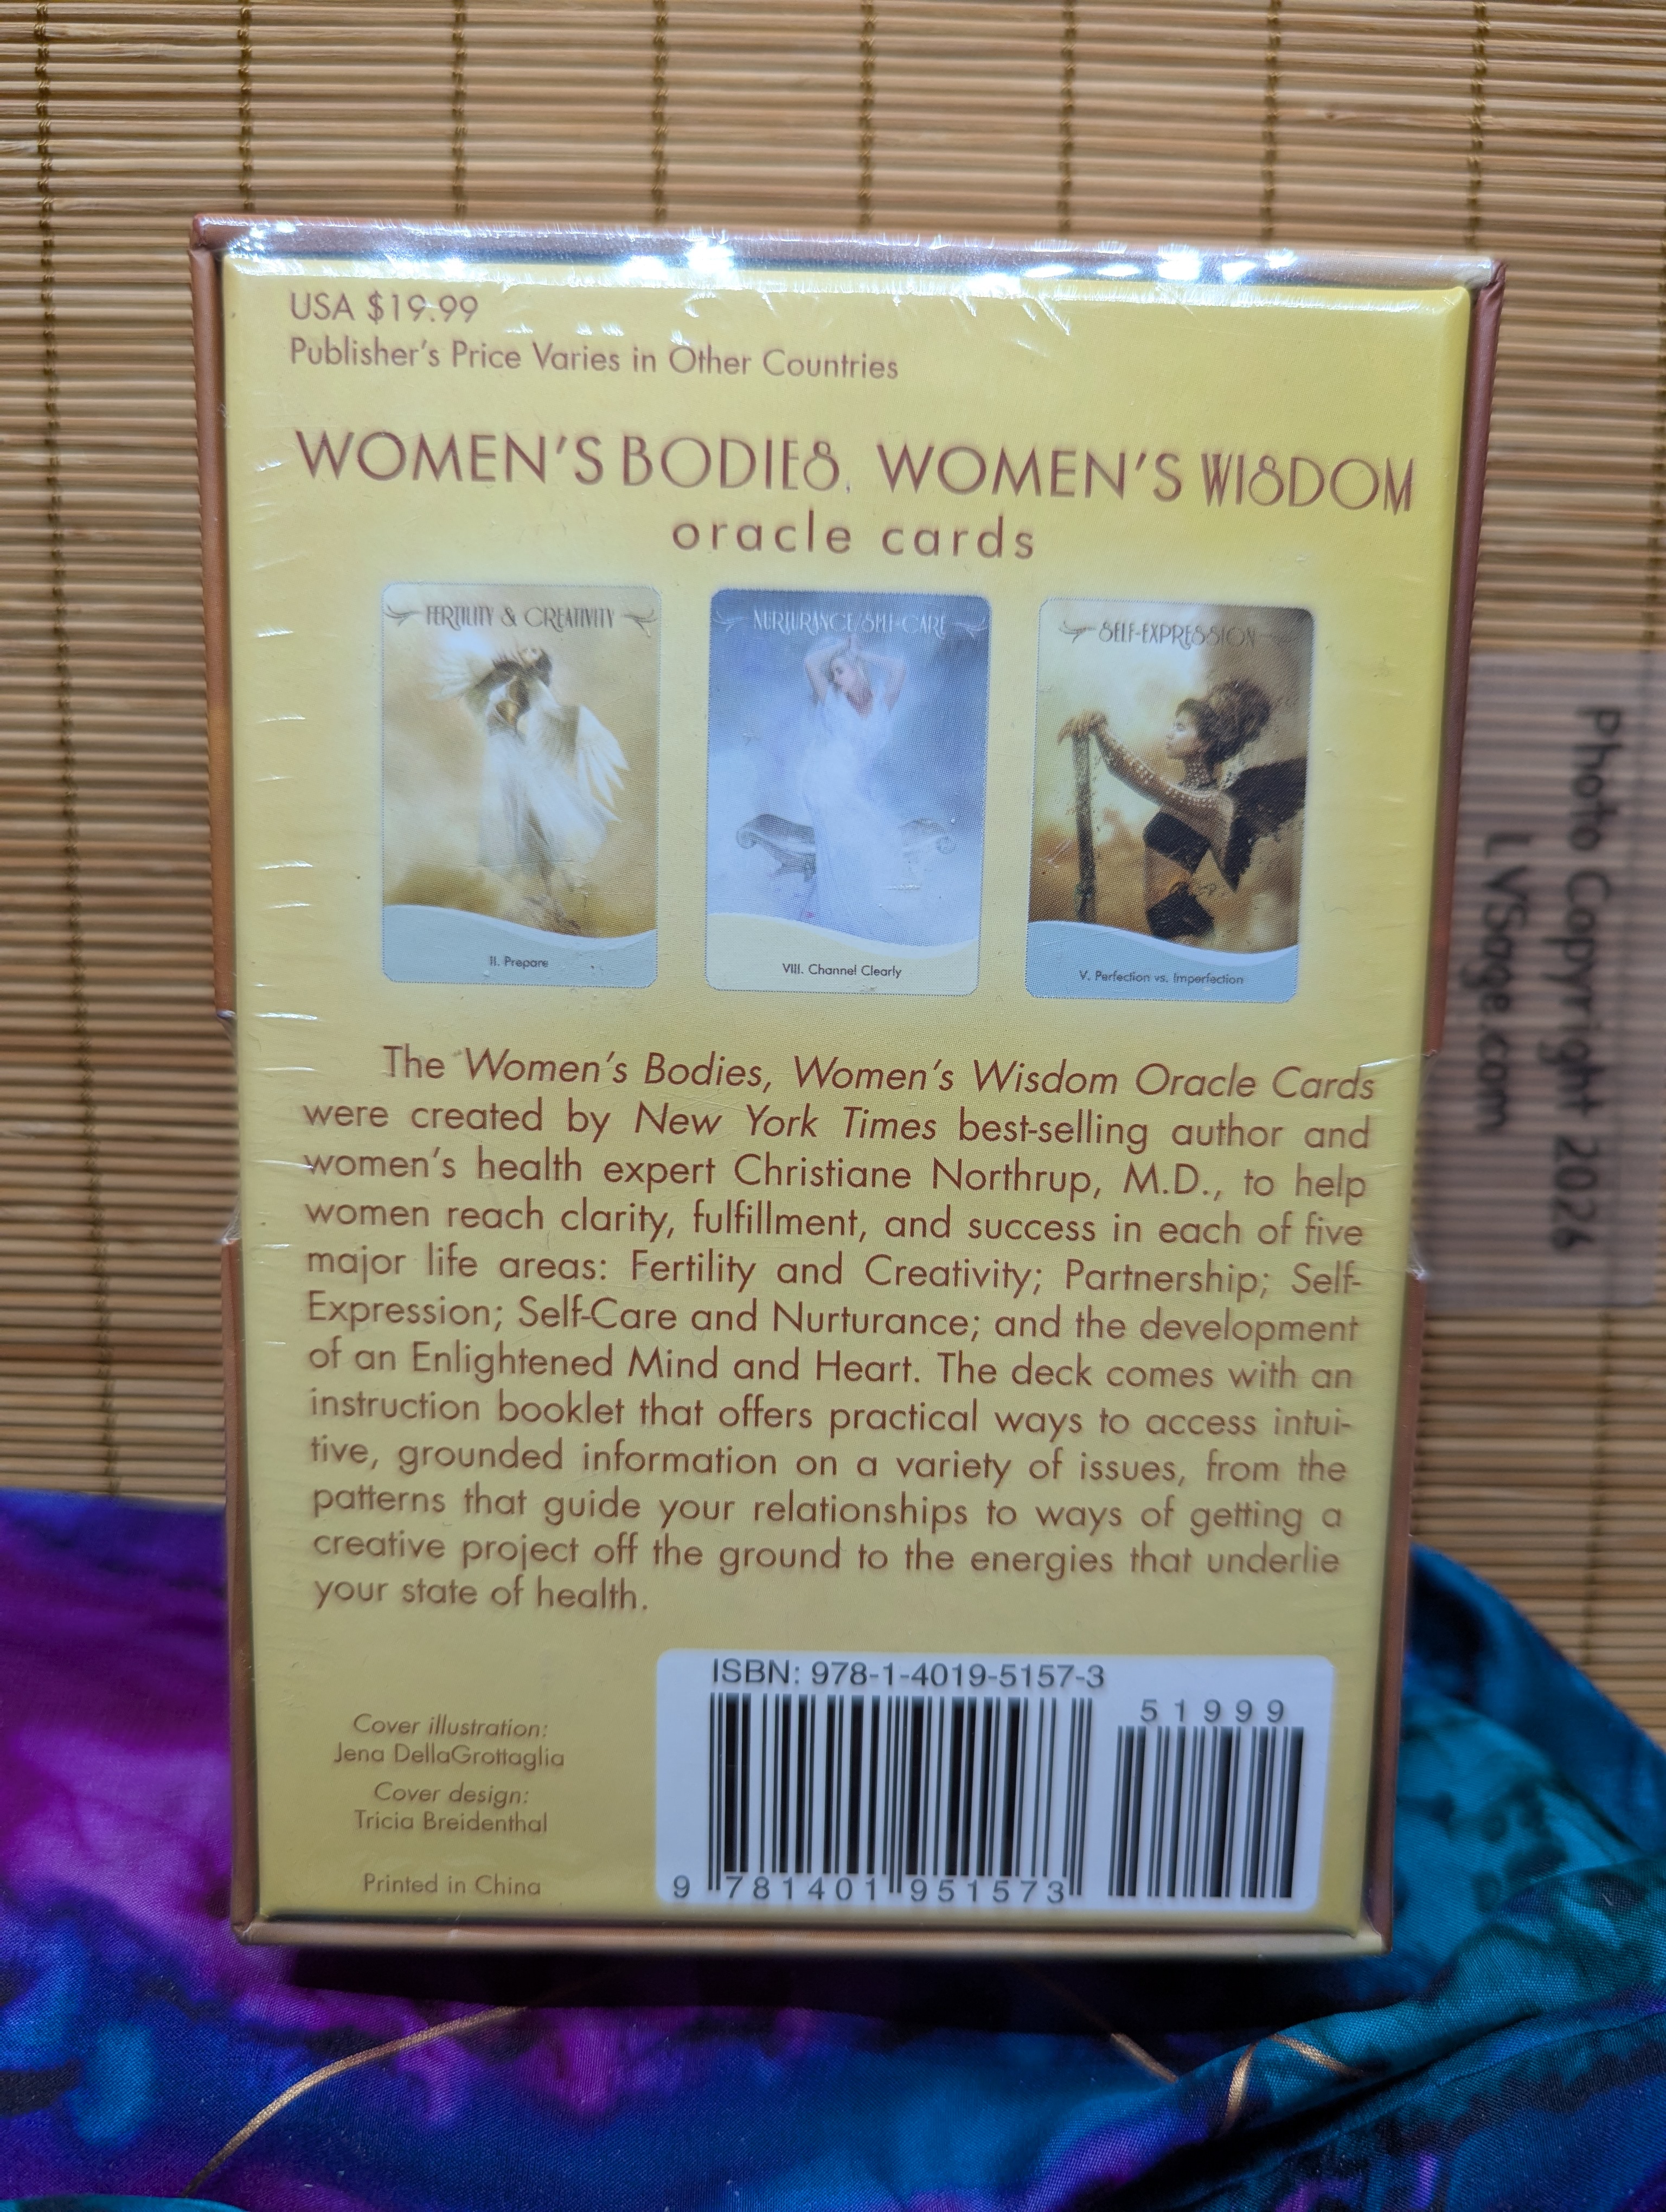 USA $19.99
Publisher's Price Varies in Other Countries
WOMEN'S BODIES, WOMEN'S WISDOM
oracle cards
FERTILITY & CREATIVITY
II. Prepare
NURTURANCE/SELF-CARE
VIII. Channel Clearly
SELF-EXPRESSION
V. Perfection vs. Imperfection
The Women's Bodies, Women's Wisdom Oracle Cards
were created by New York Times best-selling author and
women's health expert Christiane Northrup, M.D., to help
women reach clarity, fulfillment, and success in each of five
major life areas: Fertility and Creativity; Partnership; Self-
Expression; Self-Care and Nurturance; and the development
of an Enlightened Mind and Heart. The deck comes with an
instruction booklet that offers practical ways to access intui-
tive, grounded information on a variety of issues, from the
patterns that guide your relationships to ways of getting a
creative project off the ground to the energies that underlie
your state of health.
Cover illustration:
Jena DellaGrottaglia
Cover design:
Tricia Breidenthal
Printed in China
ISBN: 978-1-4019-5157-3
51999
9 781401 951573
Photo Copyright 2026
LVSage.com